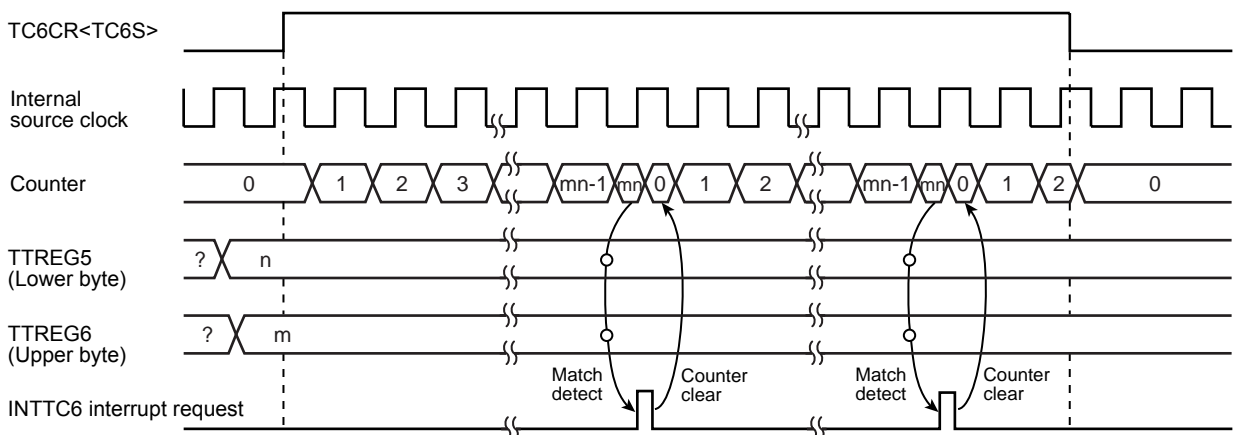 TC6CR<TC6S>
Internal
source clock
Counter
0 1 2 3 mn-1 mn 0 1 2 mn-1 mn 0 1 2 0
TTREG5
(Lower byte)
? n
TTREG6
(Upper byte)
? m
Match
detect
Counter
clear
Match
detect
Counter
clear
INTTC6 interrupt request